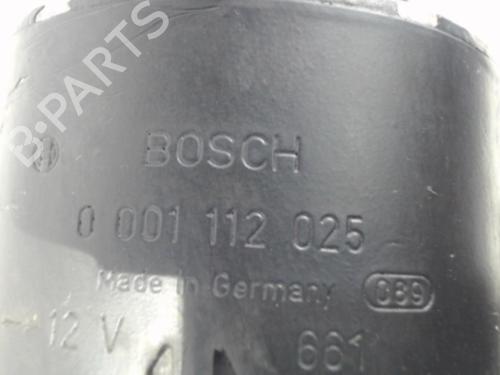 B-PARTS
BOSCH
0 001 112 025
Made in Germany 089
12 V 661